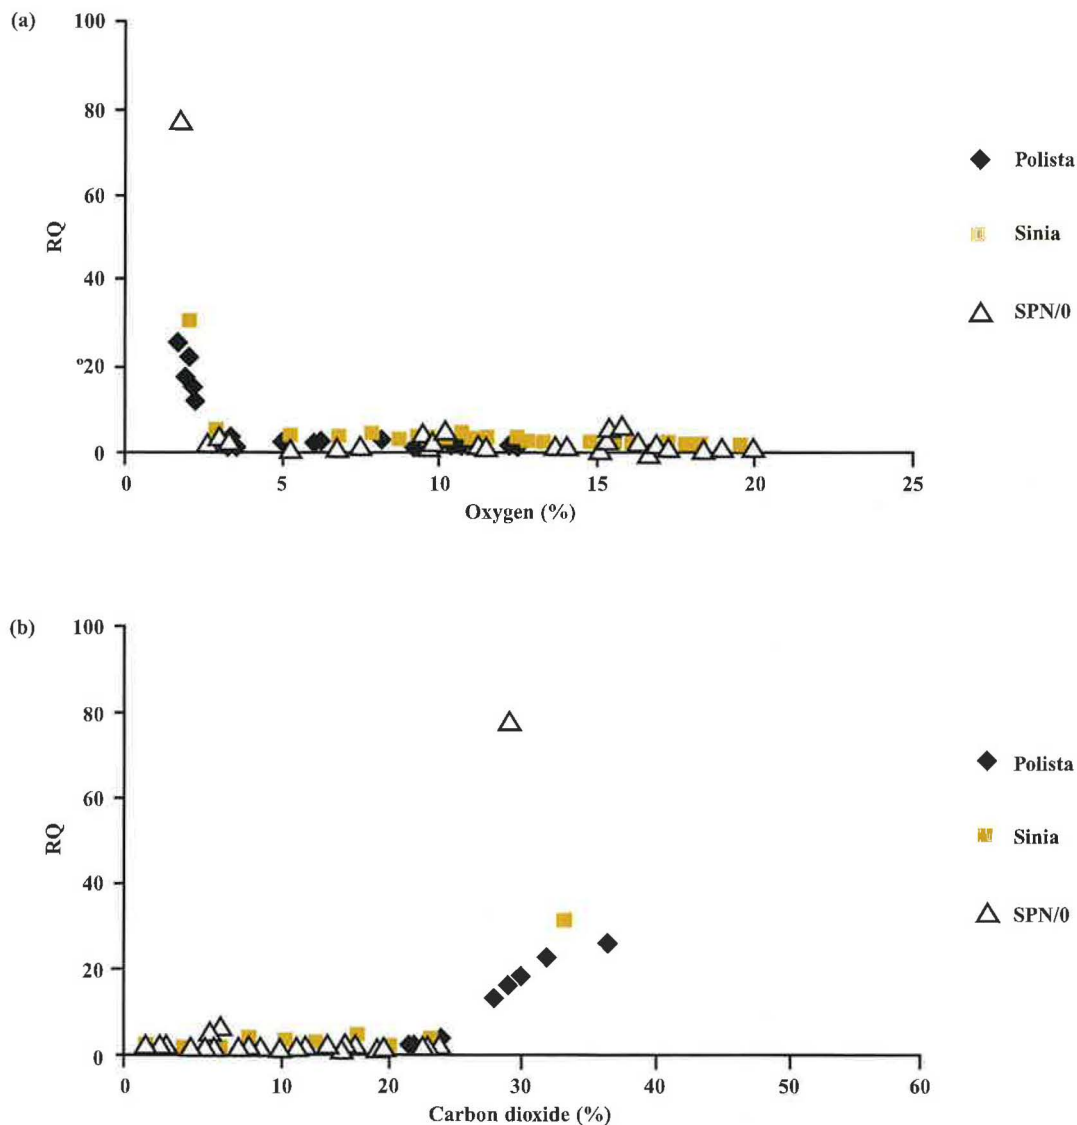 (a)
100
80
60
40
º20
0
RQ
0 5 10 15 20 25
Oxygen (%)
Polista
Sinia
SPN/0
(b)
100
80
60
40
20
0
RQ
0 10 20 30 40 50 60
Carbon dioxide (%)
Polista
Sinia
SPN/0